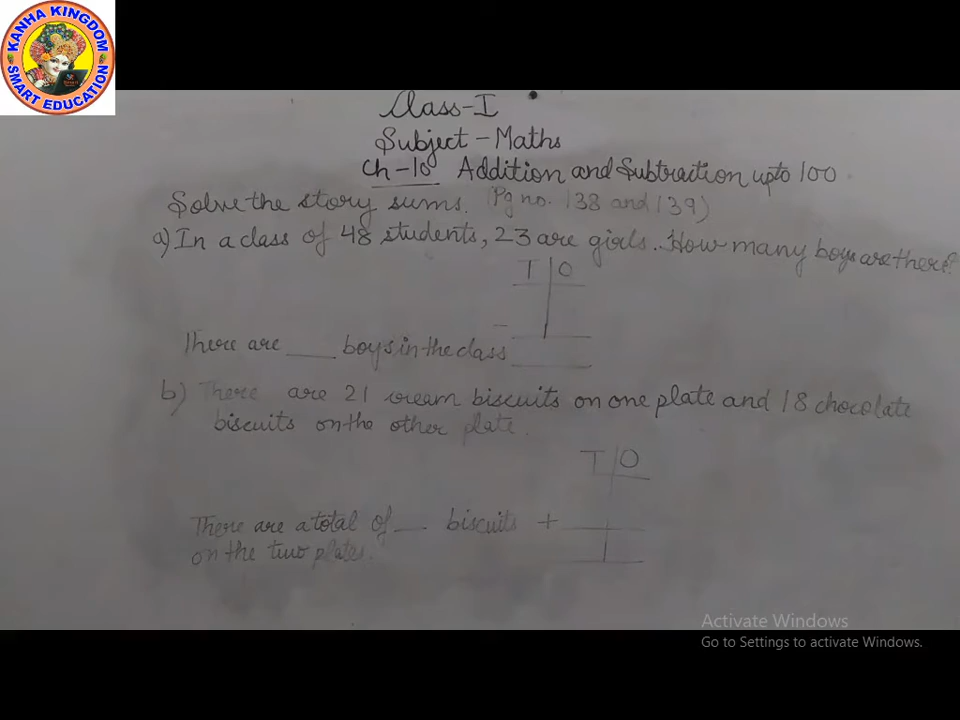 KANHA KINGDOM
SMART EDUCATION
Class-I
Subject - Maths
Ch-10 Addition and Subtraction upto 100
Solve the story sums. (Pg no. 138 and 139)
a) In a class of 48 students, 23 are girls. How many boys are there?
T O
-
There are ____ boys in the class
b) There are 21 cream biscuits on one plate and 18 chocolate
biscuits on the other plate.
T O
There are a total of ___ biscuits +
on the two plates.
Activate Windows
Go to Settings to activate Windows.